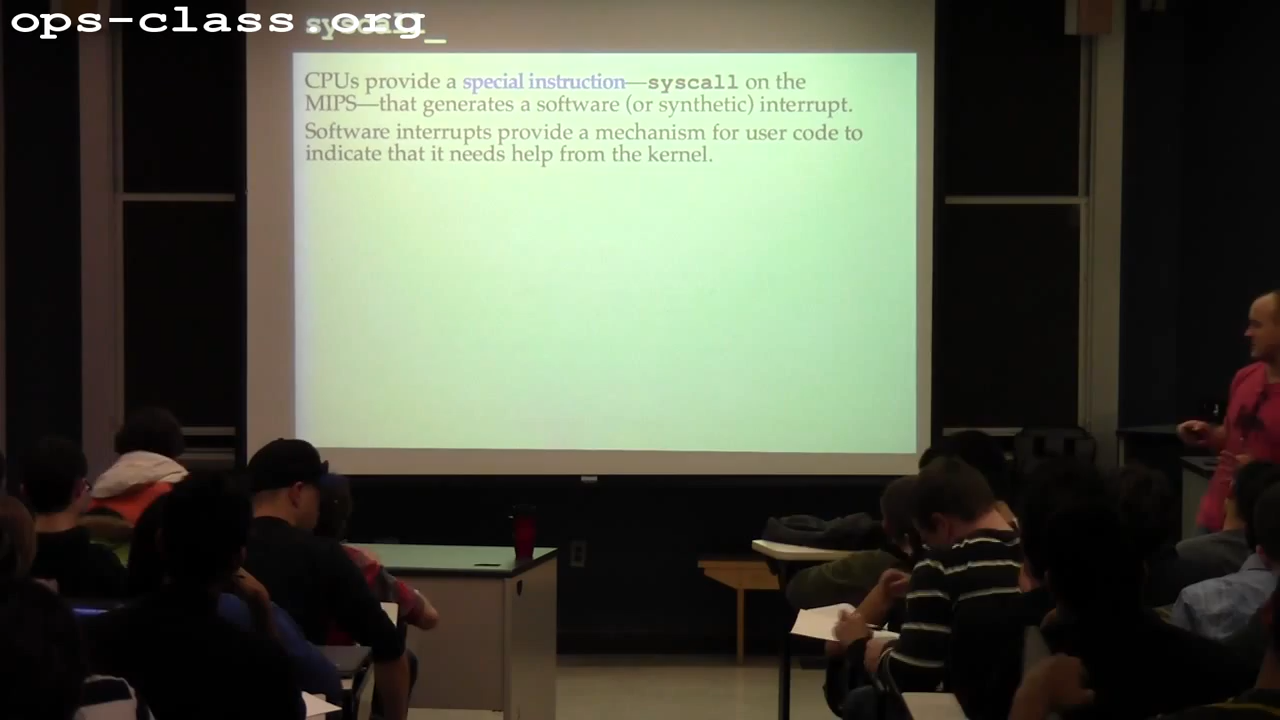 ops-class.org
syscall_
CPUs provide a special instruction—syscall on the
MIPS—that generates a software (or synthetic) interrupt.
Software interrupts provide a mechanism for user code to
indicate that it needs help from the kernel.